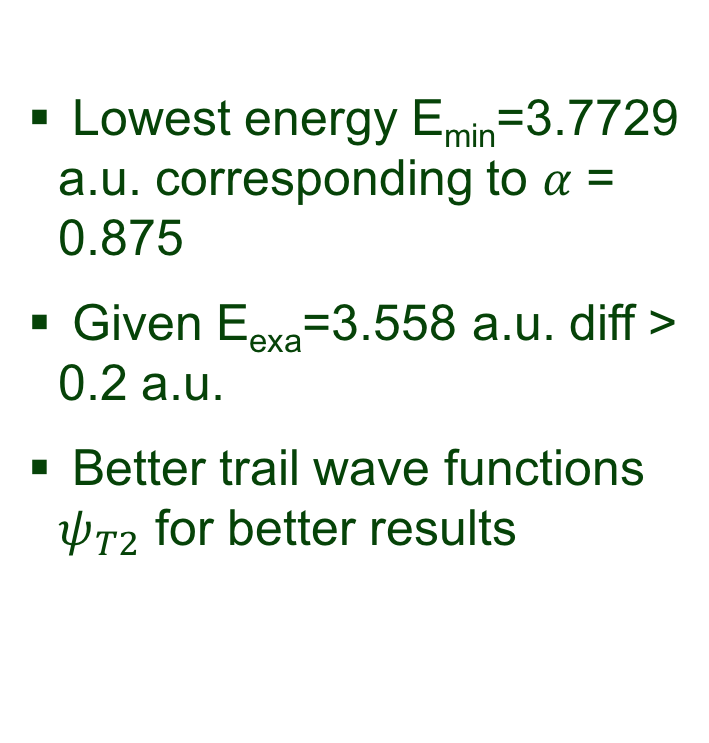 ▪ Lowest energy Emin=3.7729
a.u. corresponding to 𝛼 =
0.875
▪ Given Eexa=3.558 a.u. diff >
0.2 a.u.
▪ Better trail wave functions
𝜓𝑇2 for better results